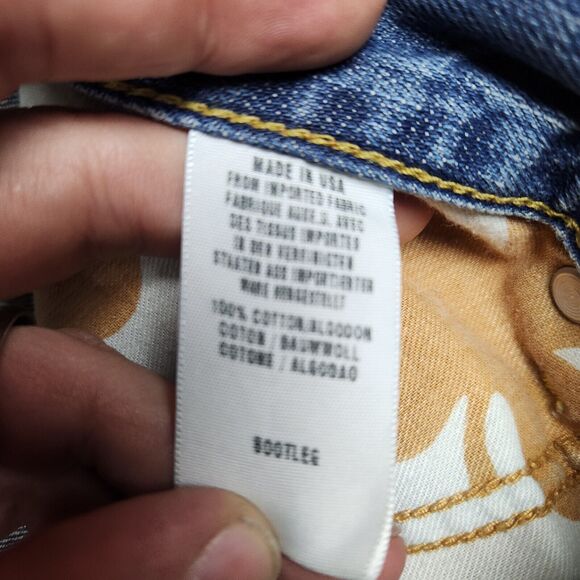 MADE IN USA
FROM IMPORTED FABRIC
FABRIQUE AUX E.U. AVEC
DES TISSUS IMPORTES
IN DEN VEREINIGTEN
STAATEN AUS IMPORTIERTEN
WARE HERGESTELLT
100% COTTON/ALGODON
COTON / BAUMWOLL
COTONE / ALGODAO
BOOTLEG